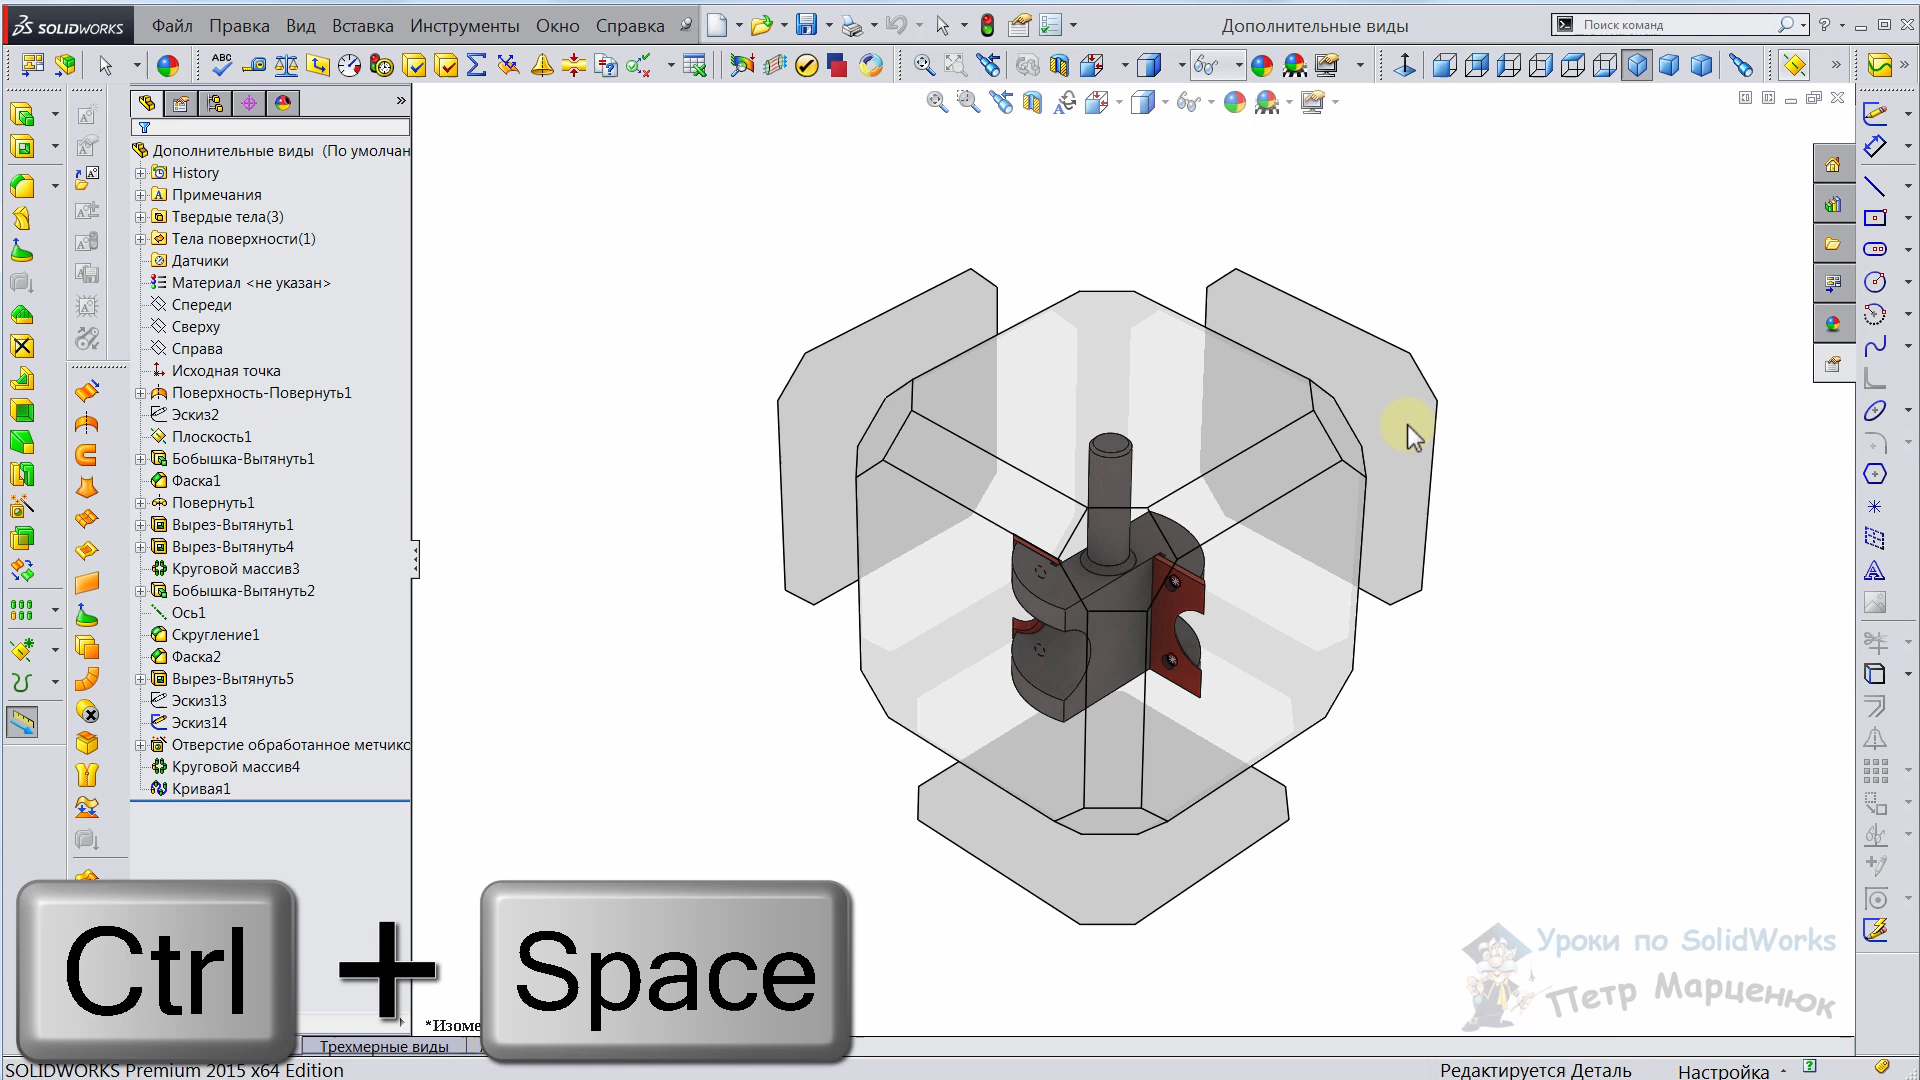 SOLIDWORKS
Файл Правка Вид Вставка Инструменты Окно Справка
Дополнительные виды
Поиск команд
Дополнительные виды (По умолчан
History
Примечания
Твердые тела(3)
Тела поверхности(1)
Датчики
Материал <не указан>
Спереди
Сверху
Справа
Исходная точка
Поверхность-Повернуть1
Эскиз2
Плоскость1
Бобышка-Вытянуть1
Фаска1
Повернуть1
Вырез-Вытянуть1
Вырез-Вытянуть4
Круговой массив3
Бобышка-Вытянуть2
Ось1
Скругление1
Фаска2
Вырез-Вытянуть5
Эскиз13
Эскиз14
Отверстие обработанное метчико
Круговой массив4
Кривая1
Ctrl + Space
*Изоме
Трехмерные виды
Уроки по SolidWorks
Петр Марценюк
SOLIDWORKS Premium 2015 x64 Edition
Редактируется Деталь
Настройка